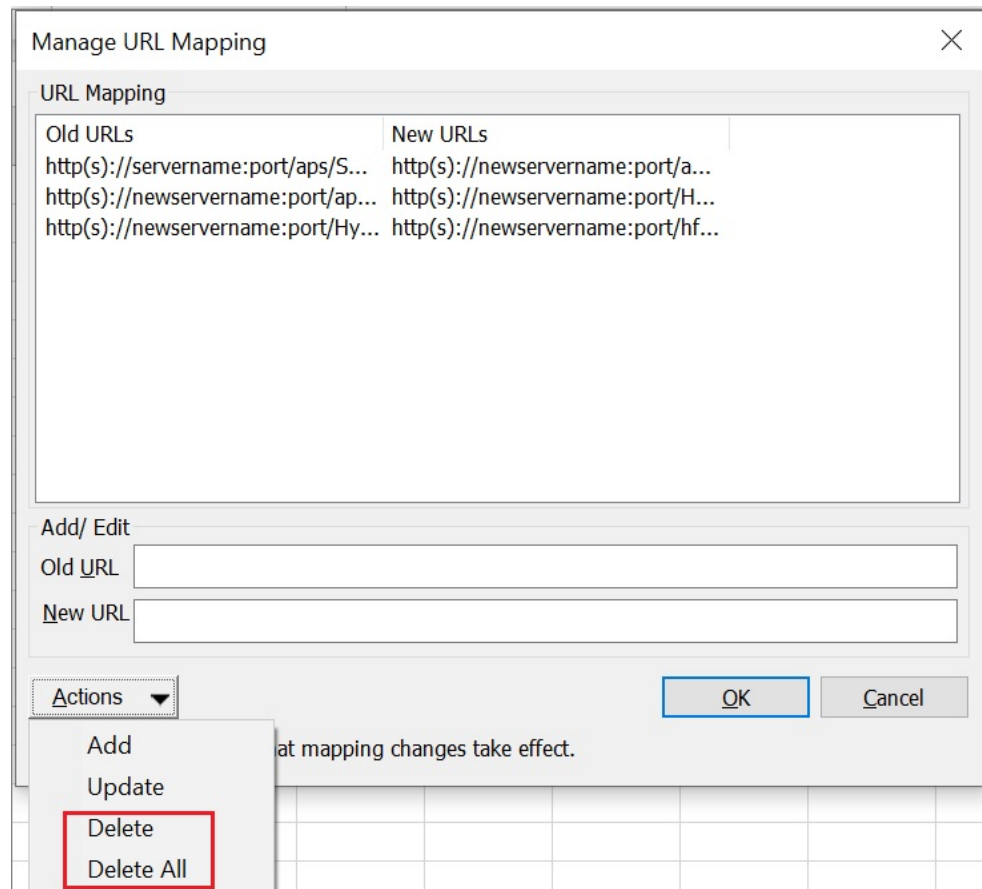 Manage URL Mapping
URL Mapping
Old URLs New URLs
http(s)://servername:port/aps/S... http(s)://newservername:port/a...
http(s)://newservername:port/ap... http(s)://newservername:port/H...
http(s)://newservername:port/Hy... http(s)://newservername:port/hf...
Add/ Edit
Old URL
New URL
Actions OK Cancel
Add
at mapping changes take effect.
Update
Delete
Delete All